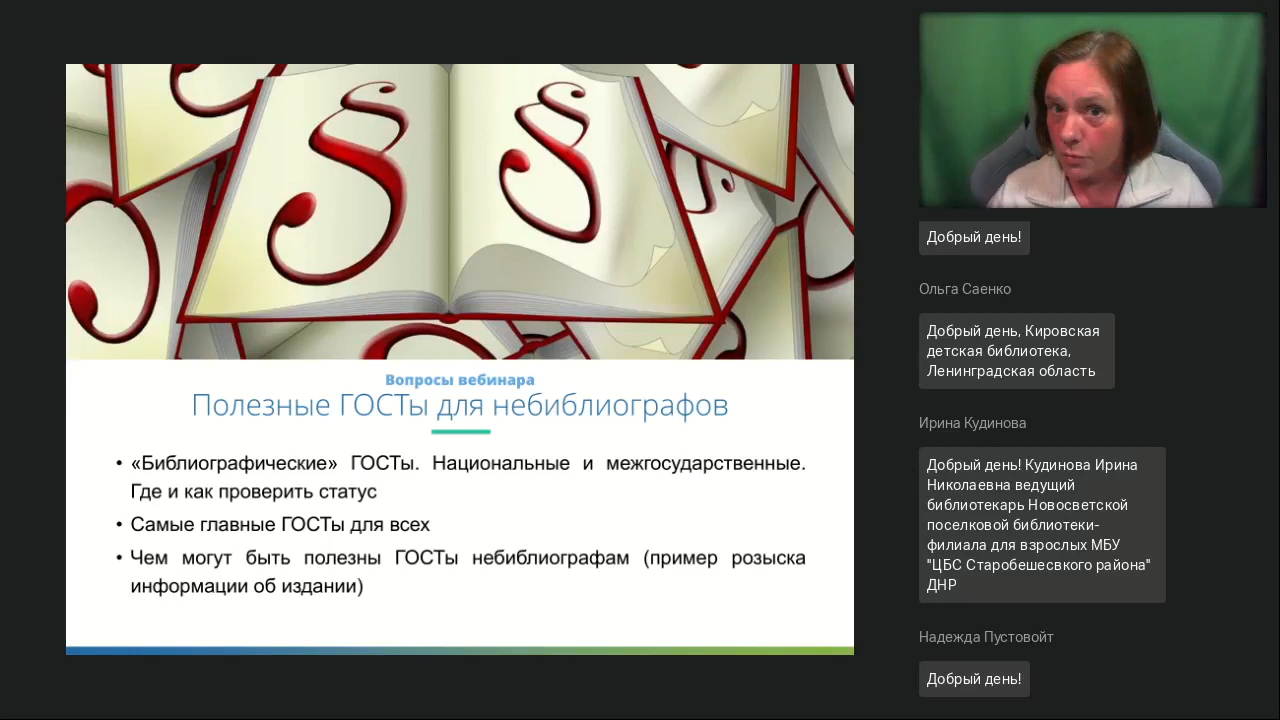 Вопросы вебинара
Полезные ГОСТы для небиблиографов
• «Библиографические» ГОСТы. Национальные и межгосударственные.
Где и как проверить статус
• Самые главные ГОСТы для всех
• Чем могут быть полезны ГОСТы небиблиографам (пример розыска
информации об издании)
Добрый день!
Ольга Саенко
Добрый день, Кировская
детская библиотека,
Ленинградская область
Ирина Кудинова
Добрый день! Кудинова Ирина
Николаевна ведущий
библиотекарь Новосветской
поселковой библиотеки-
филиала для взрослых МБУ
"ЦБС Старобешесвкого района"
ДНР
Надежда Пустовойт
Добрый день!